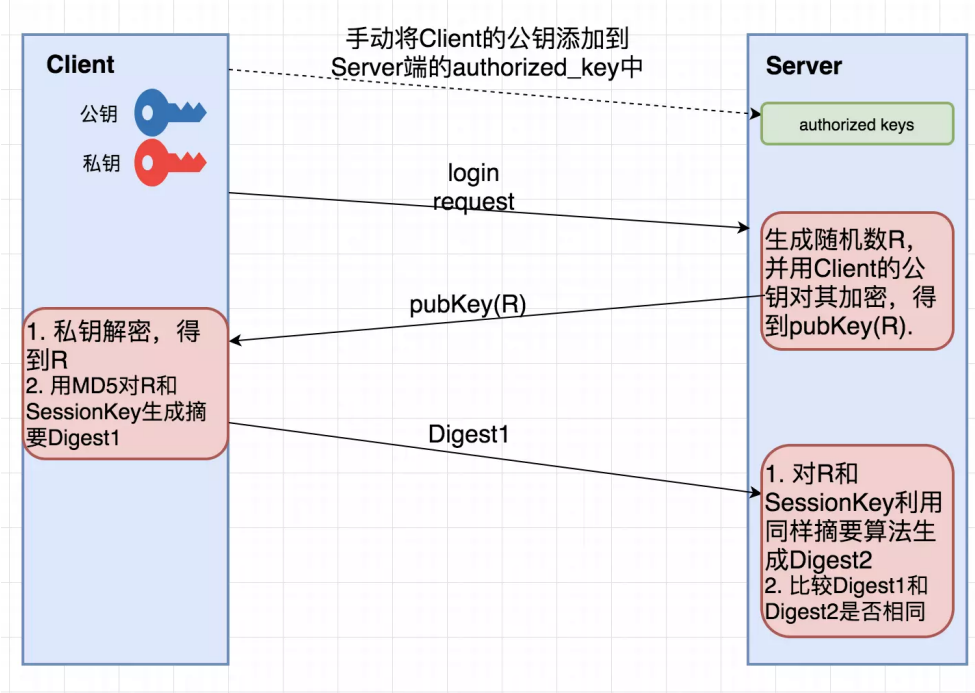 手动将Client的公钥添加到
Server端的authorized_key中
Client
公钥
私钥
Server
authorized keys
login
request
生成随机数R，
并用Client的公
钥对其加密，得
到pubKey(R).
pubKey(R)
1. 私钥解密，得
到R
2. 用MD5对R和
SessionKey生成摘
要Digest1
Digest1
1. 对R和
SessionKey利用
同样摘要算法生
成Digest2
2. 比较Digest1和
Digest2是否相同